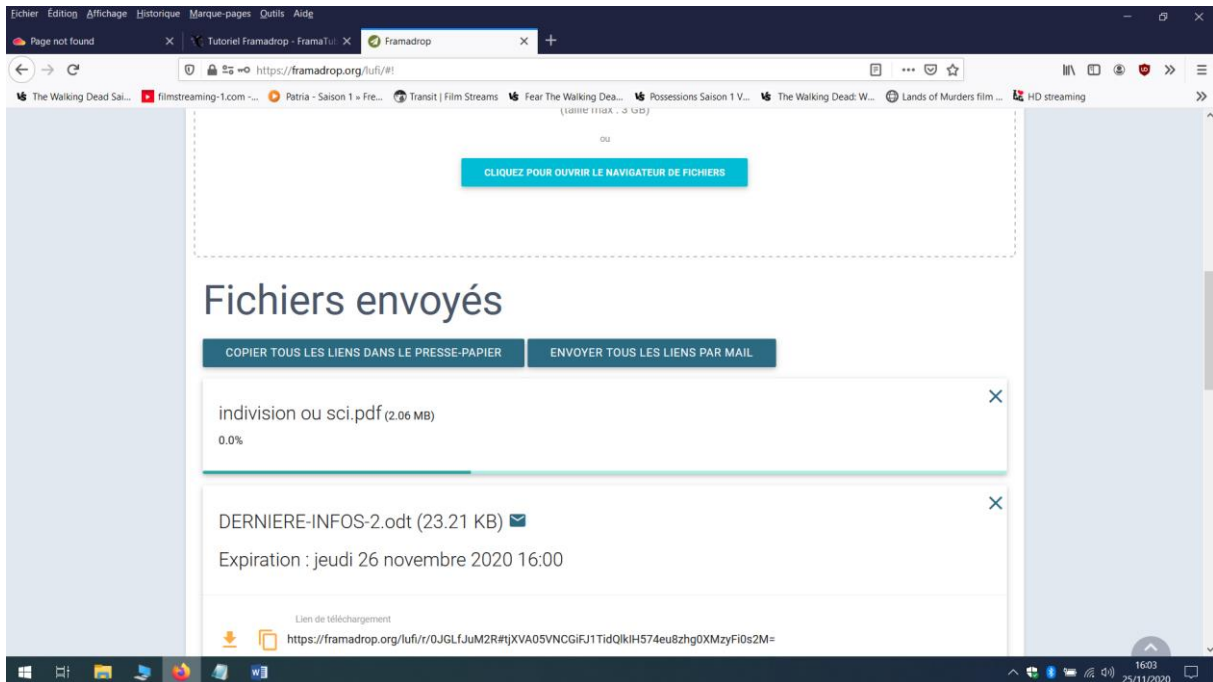 Fichier Édition Affichage Historique Marque-pages Outils Aide
Page not found
Tutoriel Framadrop - FramaTut
Framadrop
https://framadrop.org/lufi/#!
The Walking Dead Sai...
filmstreaming-1.com -...
Patria - Saison 1 » Fre...
Transit | Film Streams
Fear The Walking Dea...
Possessions Saison 1 V...
The Walking Dead: W...
Lands of Murders film ...
HD streaming
(taille max : 3 GB)
ou
CLIQUEZ POUR OUVRIR LE NAVIGATEUR DE FICHIERS
Fichiers envoyés
COPIER TOUS LES LIENS DANS LE PRESSE-PAPIER
ENVOYER TOUS LES LIENS PAR MAIL
indivision ou sci.pdf (2.06 MB)
0.0%
DERNIERE-INFOS-2.odt (23.21 KB)
Expiration : jeudi 26 novembre 2020 16:00
Lien de téléchargement
https://framadrop.org/lufi/r/0JGLfJuM2R#tjXVA05VNCGiFJ1TidQlkIH574eu8zhg0XMzyFi0s2M=
16:03
25/11/2020